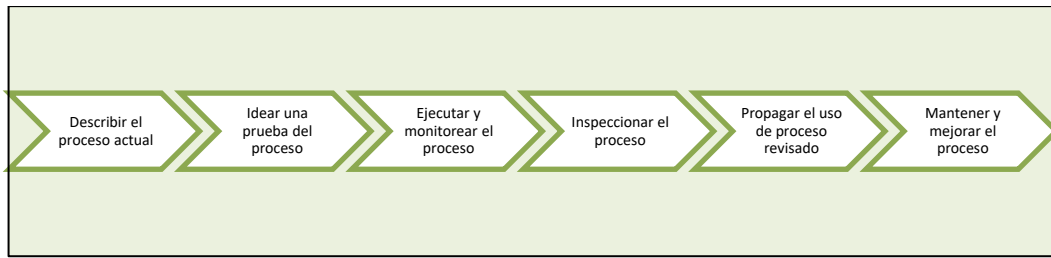 Describir el
proceso actual
Idear una
prueba del
proceso
Ejecutar y
monitorear el
proceso
Inspeccionar el
proceso
Propagar el uso
de proceso
revisado
Mantener y
mejorar el
proceso